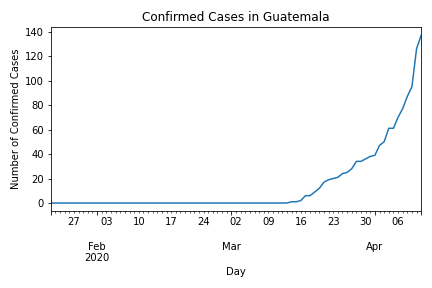 Confirmed Cases in Guatemala
Number of Confirmed Cases
140
120
100
80
60
40
20
0
27 03 10 17 24 02 09 16 23 30 06
Feb Mar Apr
2020
Day